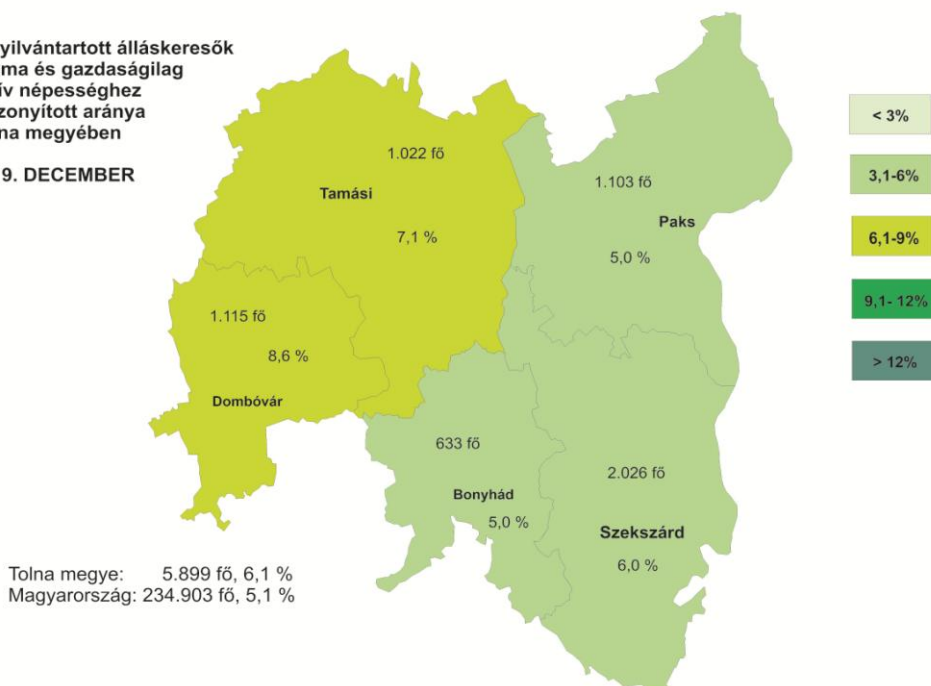 yilvántartott álláskeresők
ma és gazdaságilag
ív népességhez
zonyított aránya
na megyében
9. DECEMBER
1.022 fő
Tamási
7,1 %
1.103 fő
Paks
5,0 %
1.115 fő
8,6 %
Dombóvár
633 fő
Bonyhád
5,0 %
2.026 fő
Szekszárd
6,0 %
< 3%
3,1-6%
6,1-9%
9,1- 12%
> 12%
Tolna megye: 5.899 fő, 6,1 %
Magyarország: 234.903 fő, 5,1 %